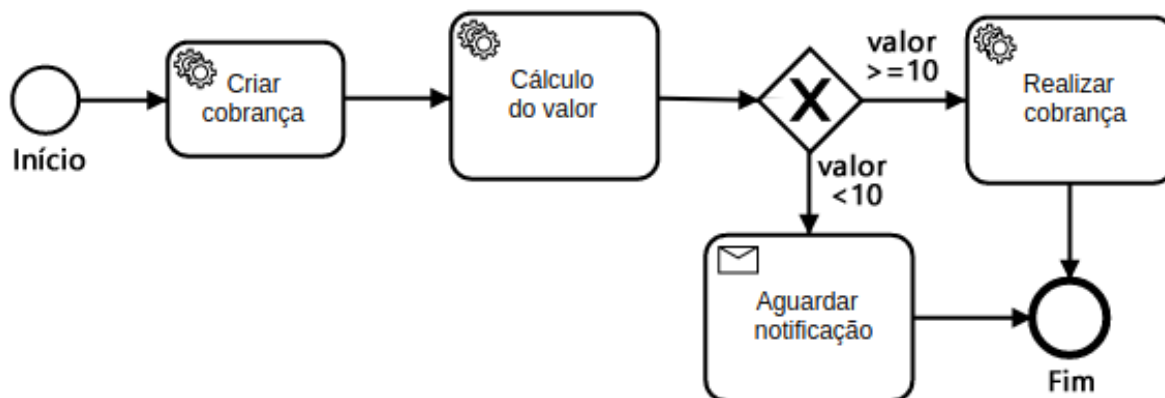 Início
Criar
cobrança
Cálculo
do valor
valor
>=10
Realizar
cobrança
valor
<10
Aguardar
notificação
Fim